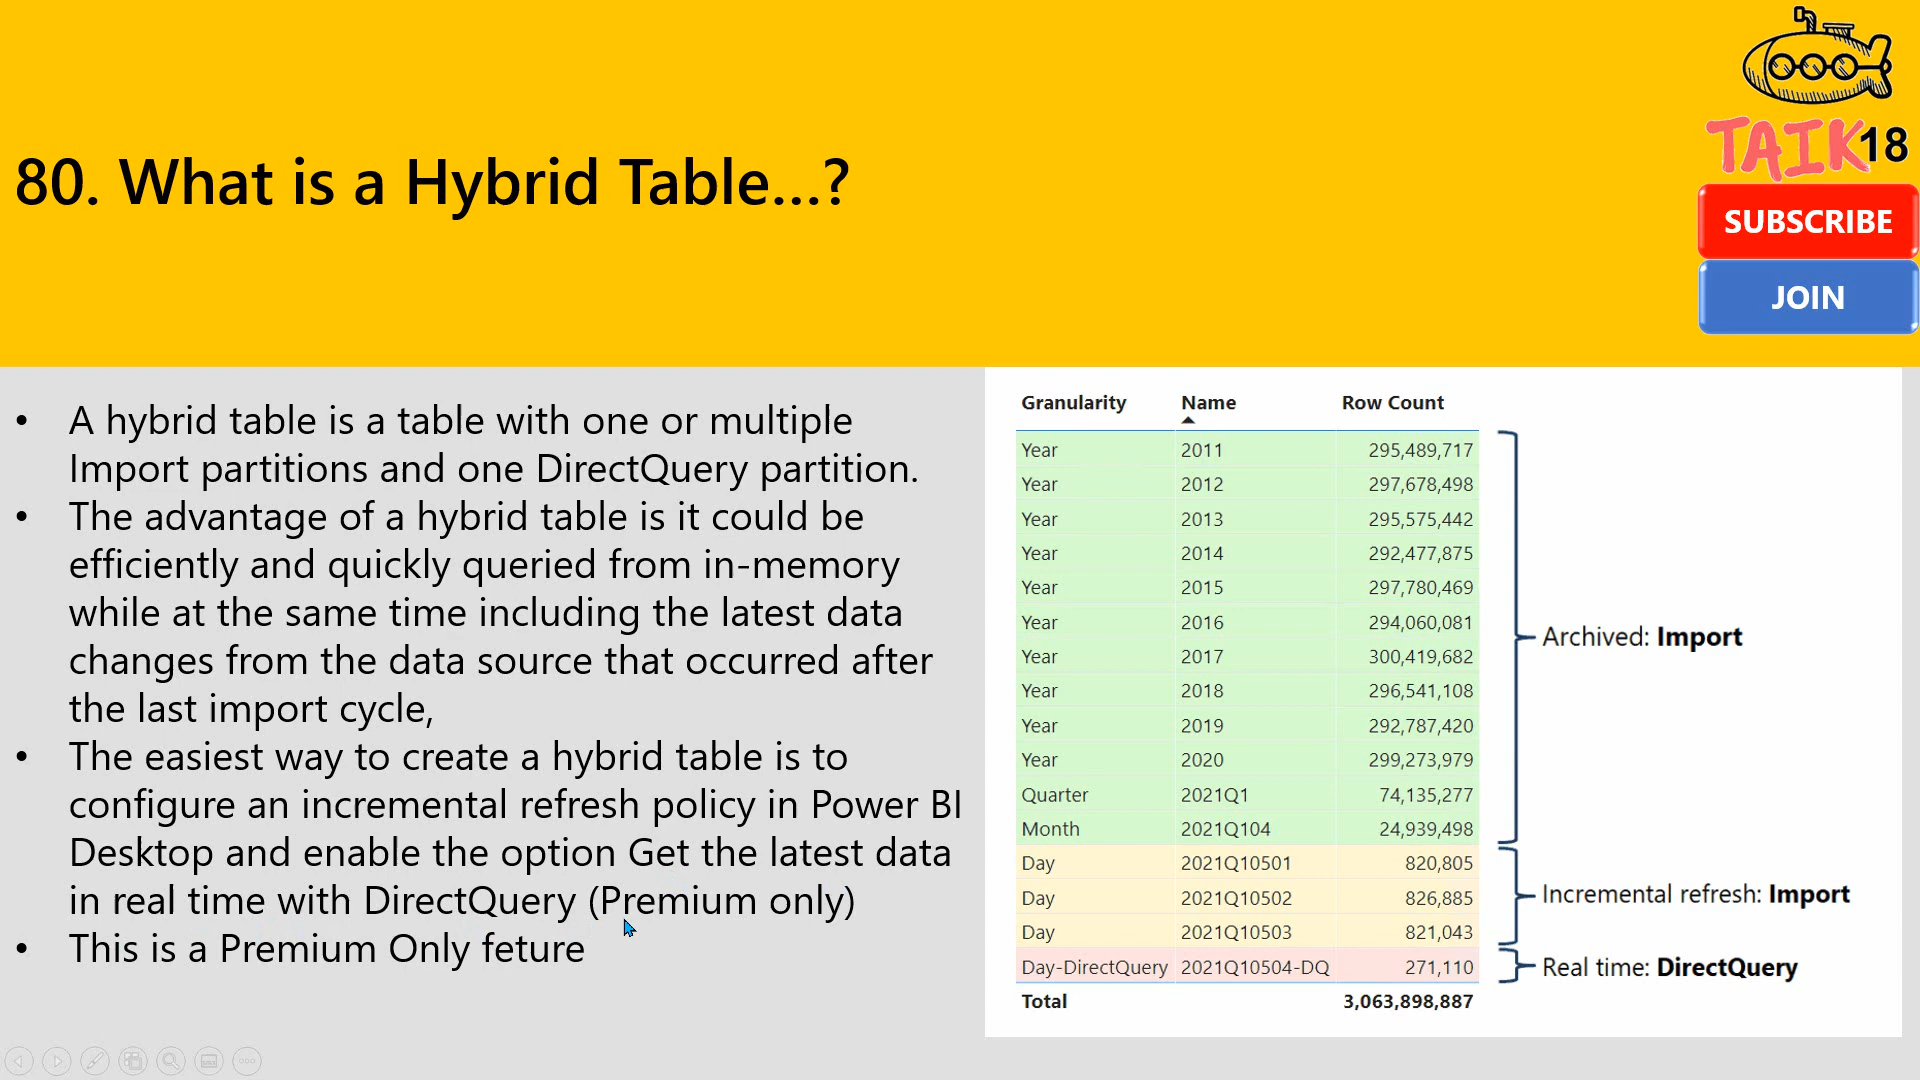 80. What is a Hybrid Table...?
TAIK18
SUBSCRIBE
JOIN
• A hybrid table is a table with one or multiple
Import partitions and one DirectQuery partition.
• The advantage of a hybrid table is it could be
efficiently and quickly queried from in-memory
while at the same time including the latest data
changes from the data source that occurred after
the last import cycle,
• The easiest way to create a hybrid table is to
configure an incremental refresh policy in Power BI
Desktop and enable the option Get the latest data
in real time with DirectQuery (Premium only)
• This is a Premium Only feture
Granularity Name Row Count
Year 2011 295,489,717
Year 2012 297,678,498
Year 2013 295,575,442
Year 2014 292,477,875
Year 2015 297,780,469
Year 2016 294,060,081
Year 2017 300,419,682
Year 2018 296,541,108
Year 2019 292,787,420
Year 2020 299,273,979
Quarter 2021Q1 74,135,277
Month 2021Q104 24,939,498
Day 2021Q10501 820,805
Day 2021Q10502 826,885
Day 2021Q10503 821,043
Day-DirectQuery 2021Q10504-DQ 271,110
Total 3,063,898,887
Archived: Import
Incremental refresh: Import
Real time: DirectQuery